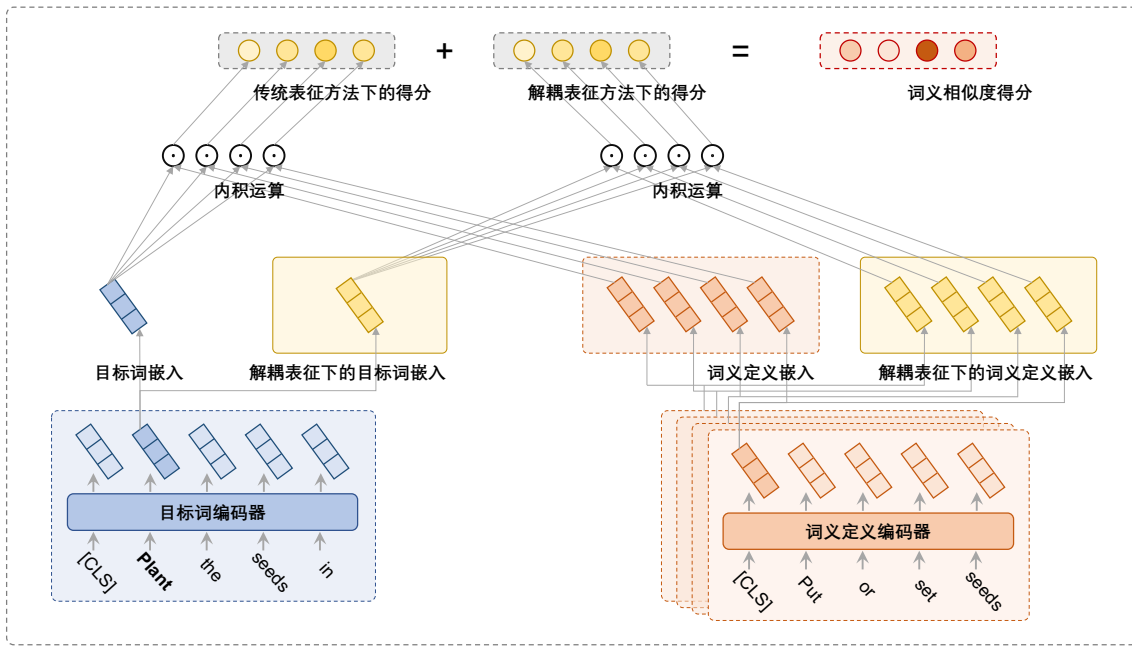 + =
传统表征方法下的得分 解耦表征方法下的得分 词义相似度得分
内积运算 内积运算
目标词嵌入 解耦表征下的目标词嵌入 词义定义嵌入 解耦表征下的词义定义嵌入
目标词编码器 词义定义编码器
[CLS] Plant the seeds in
[CLS] Put or set seeds